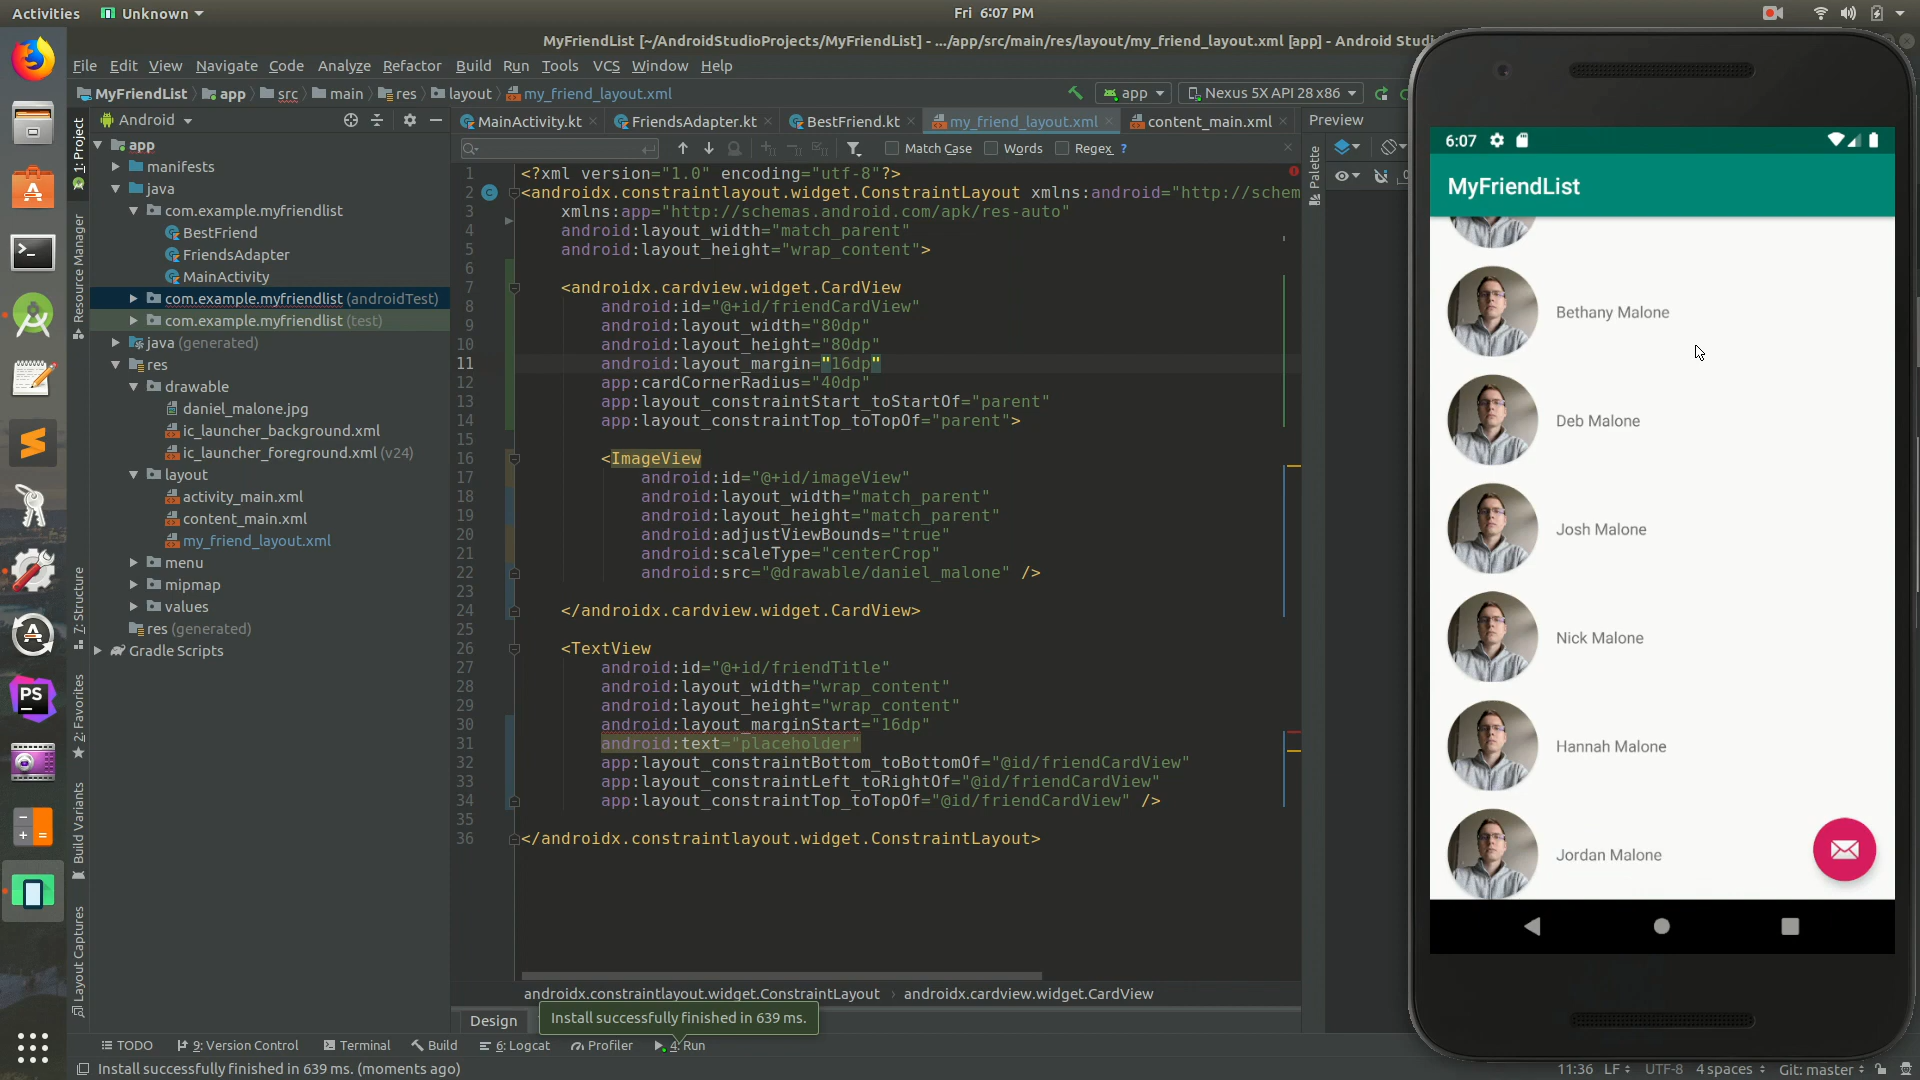 Activities
Unknown
Fri 6:07 PM
MyFriendList [~/AndroidStudioProjects/MyFriendList] - .../app/src/main/res/layout/my_friend_layout.xml [app] - Android Studi
File Edit View Navigate Code Analyze Refactor Build Run Tools VCS Window Help
MyFriendList app src main res layout my_friend_layout.xml
app
Nexus 5X API 28 x86
Android
MainActivity.kt FriendsAdapter.kt BestFriend.kt my_friend_layout.xml content_main.xml
Preview
Match Case Words Regex ?
1: Project
Resource Manager
7: Structure
2: Favorites
Build Variants
Layout Captures
Palette
app
manifests
java
com.example.myfriendlist
BestFriend
FriendsAdapter
MainActivity
com.example.myfriendlist (androidTest)
com.example.myfriendlist (test)
java (generated)
res
drawable
daniel_malone.jpg
ic_launcher_background.xml
ic_launcher_foreground.xml (v24)
layout
activity_main.xml
content_main.xml
my_friend_layout.xml
menu
mipmap
values
res (generated)
Gradle Scripts
1 <?xml version="1.0" encoding="utf-8"?>
2 <androidx.constraintlayout.widget.ConstraintLayout xmlns:android="http://schem
3 xmlns:app="http://schemas.android.com/apk/res-auto"
4 android:layout_width="match_parent"
5 android:layout_height="wrap_content">
6
7 <androidx.cardview.widget.CardView
8 android:id="@+id/friendCardView"
9 android:layout_width="80dp"
10 android:layout_height="80dp"
11 android:layout_margin="16dp"
12 app:cardCornerRadius="40dp"
13 app:layout_constraintStart_toStartOf="parent"
14 app:layout_constraintTop_toTopOf="parent">
15
16 <ImageView
17 android:id="@+id/imageView"
18 android:layout_width="match_parent"
19 android:layout_height="match_parent"
20 android:adjustViewBounds="true"
21 android:scaleType="centerCrop"
22 android:src="@drawable/daniel_malone" />
23
24 </androidx.cardview.widget.CardView>
25
26 <TextView
27 android:id="@+id/friendTitle"
28 android:layout_width="wrap_content"
29 android:layout_height="wrap_content"
30 android:layout_marginStart="16dp"
31 android:text="placeholder"
32 app:layout_constraintBottom_toBottomOf="@id/friendCardView"
33 app:layout_constraintLeft_toRightOf="@id/friendCardView"
34 app:layout_constraintTop_toTopOf="@id/friendCardView" />
35
36 </androidx.constraintlayout.widget.ConstraintLayout>
androidx.constraintlayout.widget.ConstraintLayout androidx.cardview.widget.CardView
Design
Install successfully finished in 639 ms.
TODO 9: Version Control Terminal Build 6: Logcat Profiler 4: Run
Install successfully finished in 639 ms. (moments ago)
11:36 LF UTF-8 4 spaces Git: master
PS
6:07
MyFriendList
Bethany Malone
Deb Malone
Josh Malone
Nick Malone
Hannah Malone
Jordan Malone